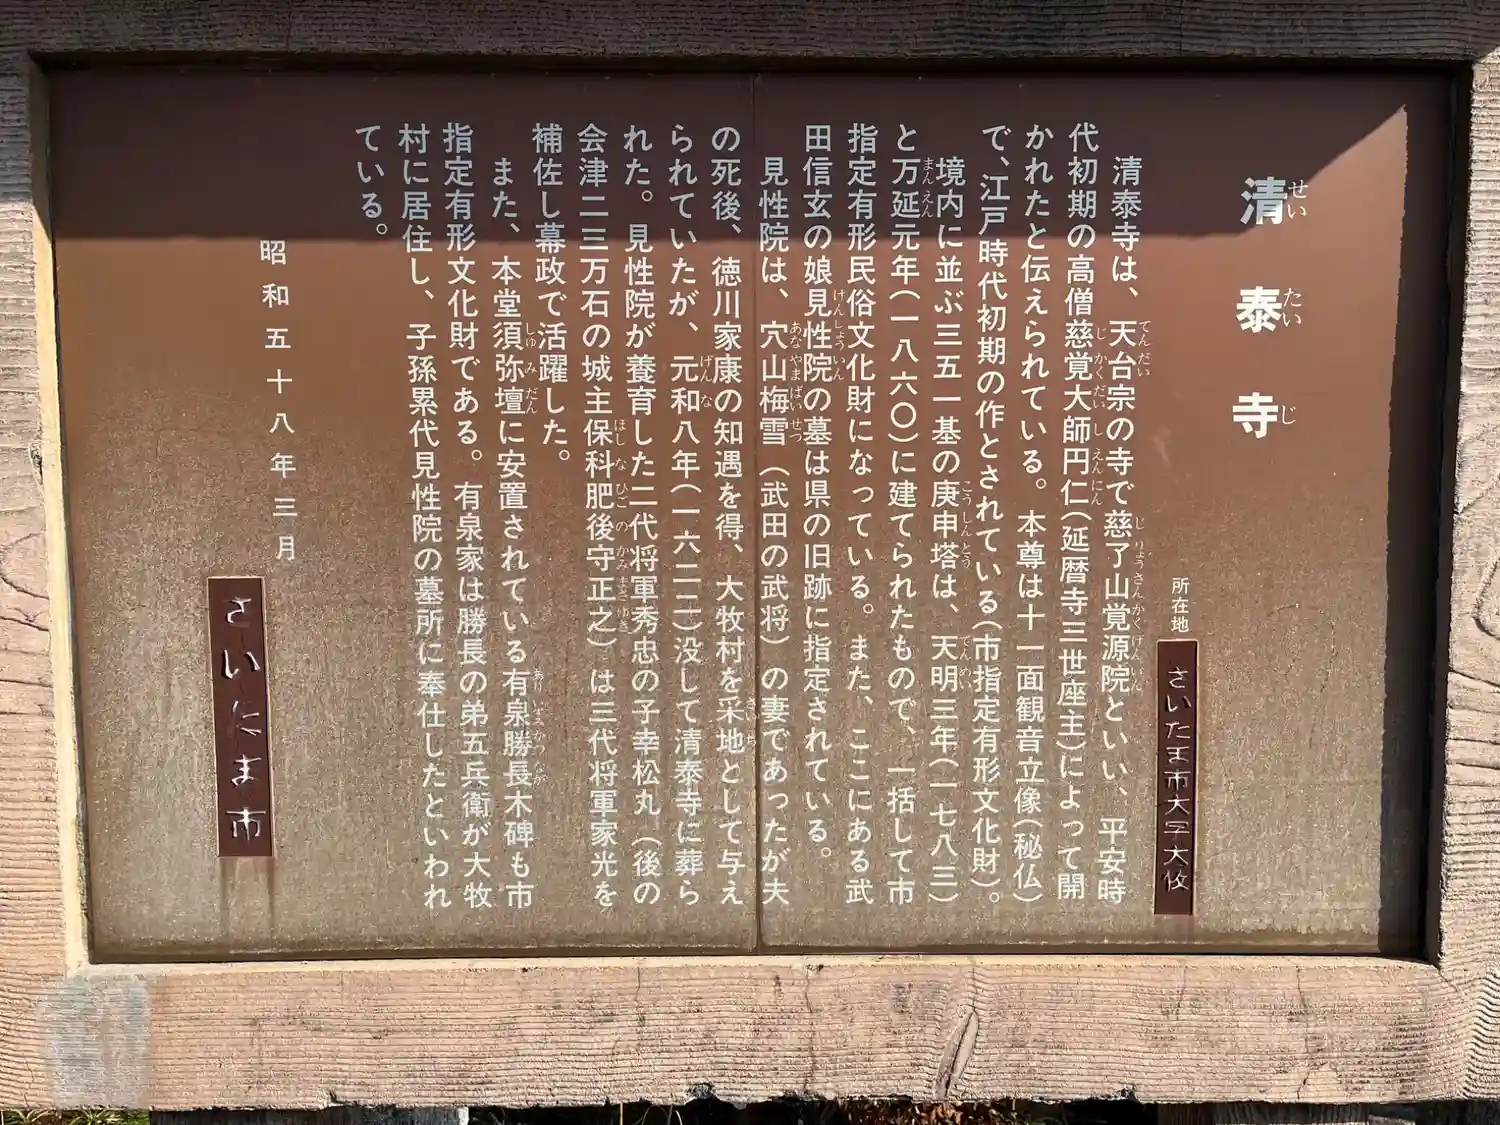 清泰寺
せいたいじ
所在地 さいたま市大字大牧
清泰寺は、天台宗の寺で慈了山覚源院といい、平安時
代初期の高僧慈覚大師円仁(延暦寺三世座主)によって開
かれたと伝えられている。本尊は十一面観音立像(秘仏)
で、江戸時代初期の作とされている(市指定有形文化財)。
境内に並ぶ三五一基の庚申塔は、天明三年(一七八三)
と万延元年(一八六〇)に建てられたもので、一括して市
指定有形民俗文化財になっている。また、ここにある武
田信玄の娘見性院の墓は県の旧跡に指定されている。
見性院は、穴山梅雪(武田の武将)の妻であったが夫
の死後、徳川家康の知遇を得、大牧村を采地として与え
られていたが、元和八年(一六二二)没して清泰寺に葬ら
れた。見性院が養育した二代将軍秀忠の子幸松丸(後の
会津二三万石の城主保科肥後守正之)は三代将軍家光を
補佐し幕政で活躍した。
また、本堂須弥壇に安置されている有泉勝長木碑も市
指定有形文化財である。有泉家は勝長の弟五兵衛が大牧
村に居住し、子孫累代見性院の墓所に奉仕したといわれ
ている。
昭和五十八年三月
さいたま市